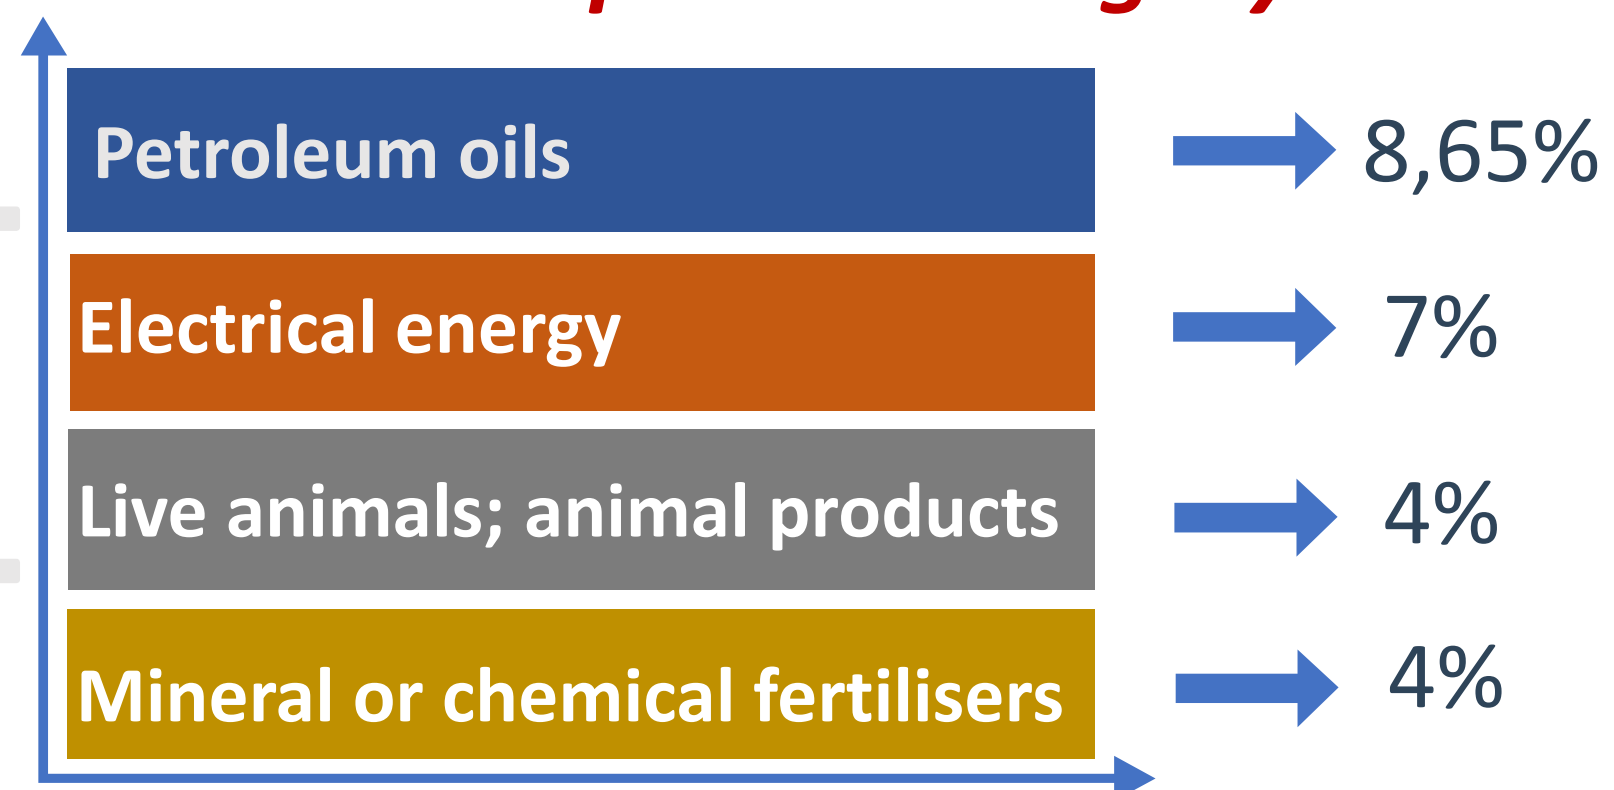 Petroleum oils
8,65%
Electrical energy
7%
Live animals; animal products
4%
Mineral or chemical fertilisers
4%